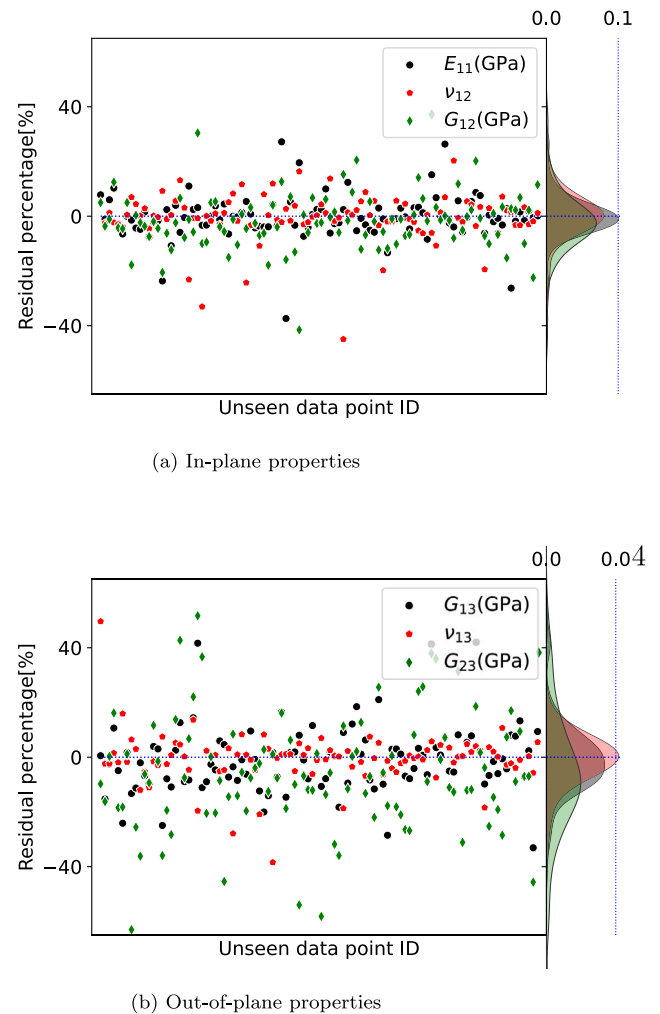 0.0 0.1
E₁₁(GPa)
ν₁₂
G₁₂(GPa)
40
0
−40
Residual percentage[%]
Unseen data point ID
(a) In-plane properties
0.0 0.04
G₁₃(GPa)
ν₁₃
G₂₃(GPa)
40
0
−40
Residual percentage[%]
Unseen data point ID
(b) Out-of-plane properties